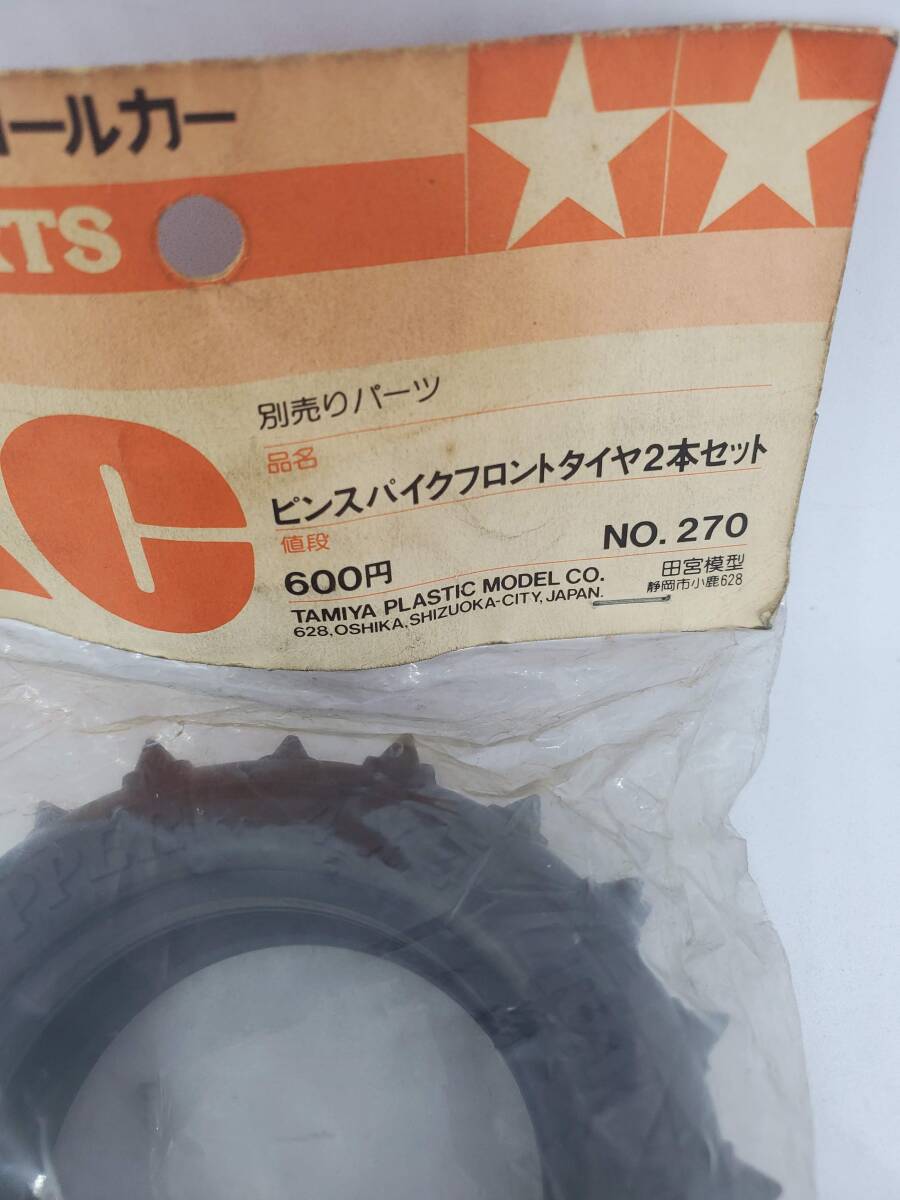 ロールカー
RTS
別売りパーツ
品名
ピンスパイクフロントタイヤ2本セット
値段
600円
NO. 270
TAMIYA PLASTIC MODEL CO.
628, OSHIKA, SHIZUOKA-CITY, JAPAN.
田宮模型
静岡市小鹿628
C